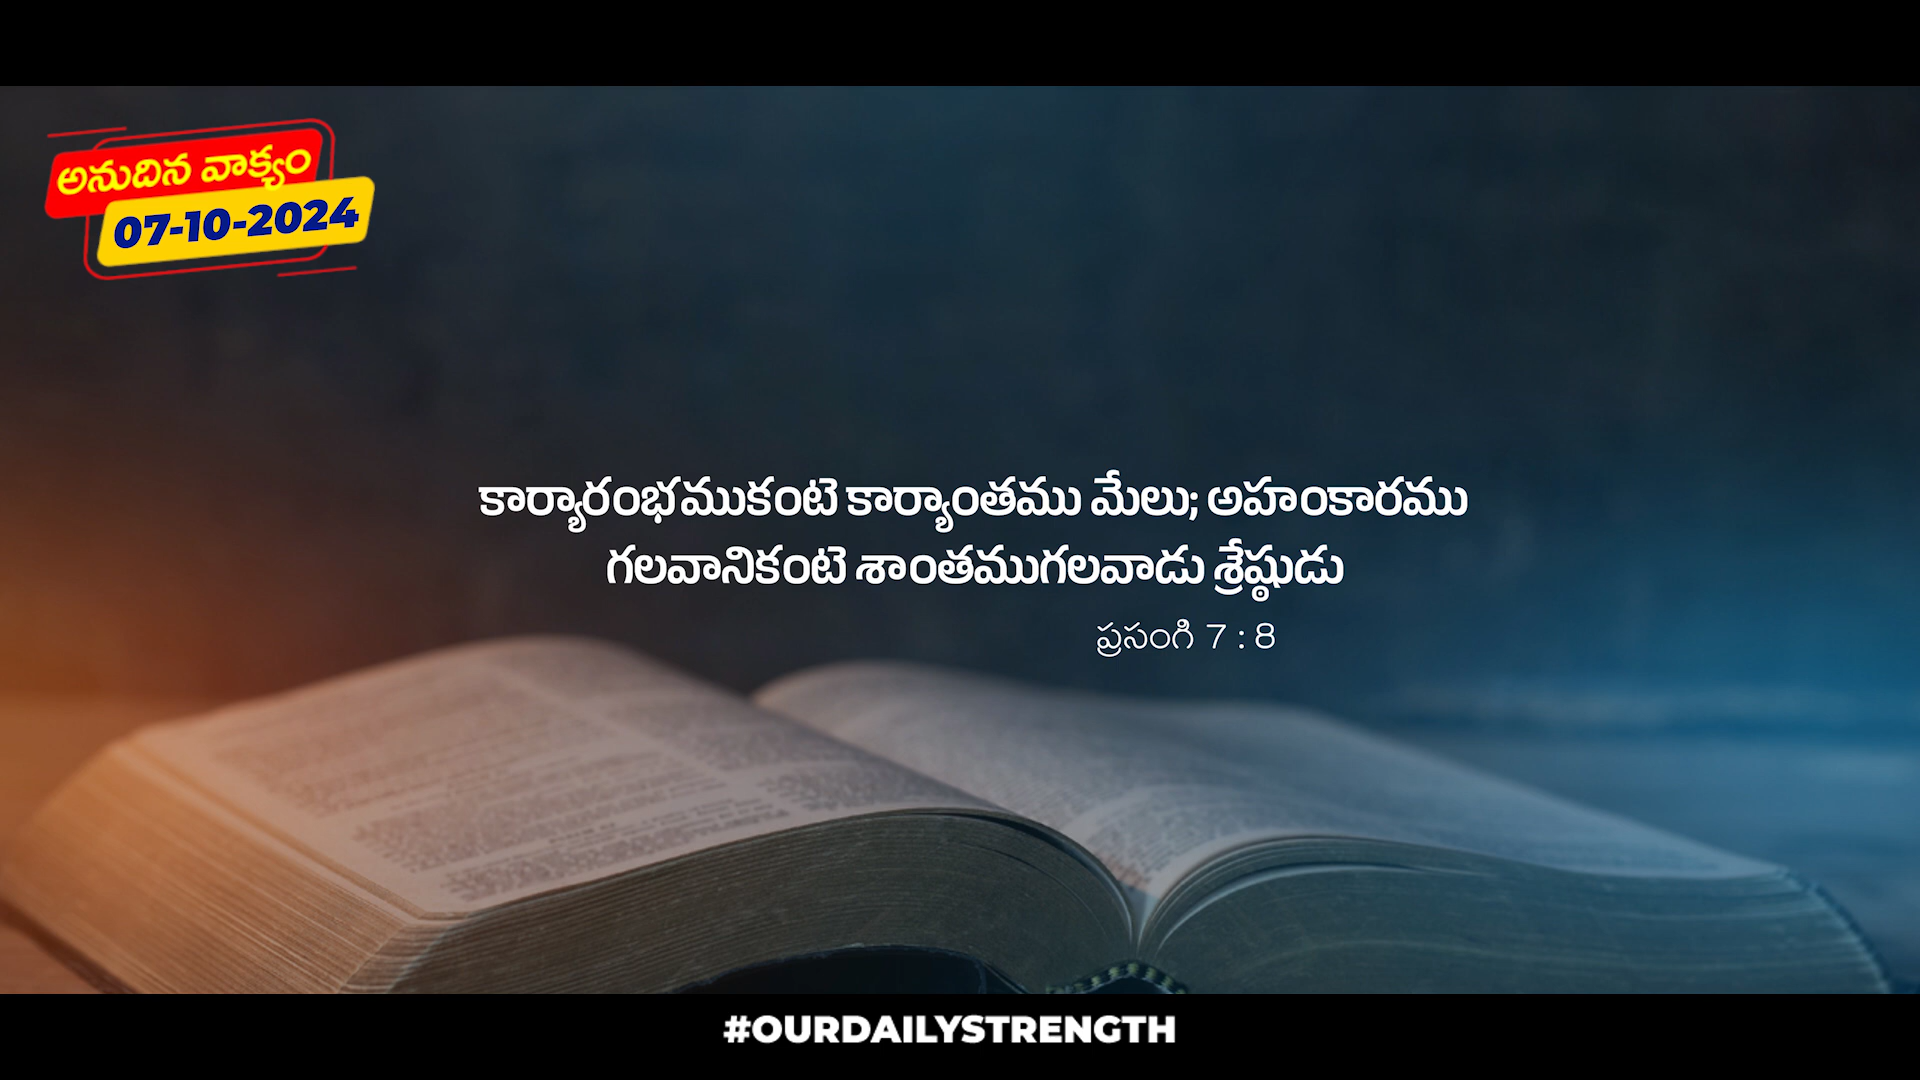 అనుదిన వాక్యం
07-10-2024
కార్యారంభముకంటె కార్యాంతము మేలు; అహంకారము
గలవానికంటె శాంతముగలవాడు శ్రేష్ఠుడు
ప్రసంగి 7 : 8
#OURDAILYSTRENGTH